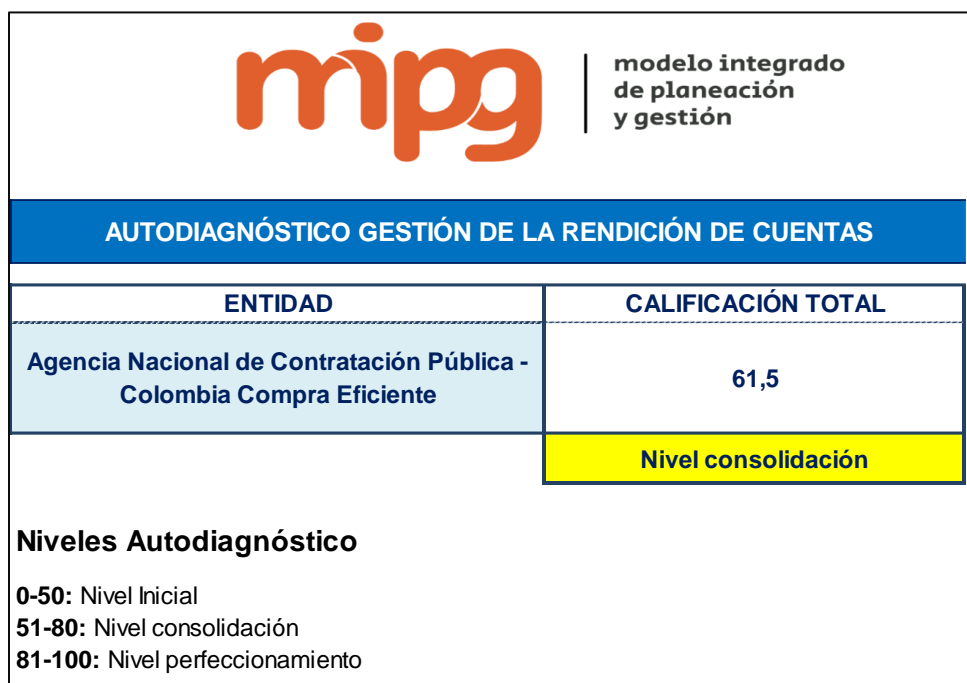 mipg
modelo integrado
de planeación
y gestión
AUTODIAGNÓSTICO GESTIÓN DE LA RENDICIÓN DE CUENTAS
ENTIDAD
CALIFICACIÓN TOTAL
Agencia Nacional de Contratación Pública -
Colombia Compra Eficiente
61,5
Nivel consolidación
Niveles Autodiagnóstico
0-50: Nivel Inicial
51-80: Nivel consolidación
81-100: Nivel perfeccionamiento